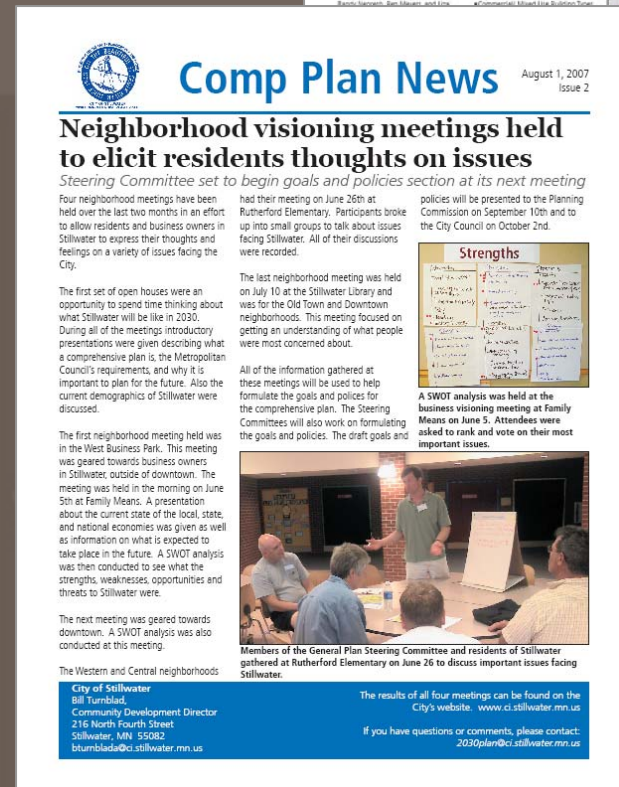 Comp Plan News
August 1, 2007
Issue 2
Neighborhood visioning meetings held
to elicit residents thoughts on issues
Steering Committee set to begin goals and policies section at its next meeting
Four neighborhood meetings have been
held over the last two months in an effort
to allow residents and business owners in
Stillwater to express their thoughts and
feelings on a variety of issues facing the
City.
The first set of open houses were an
opportunity to spend time thinking about
what Stillwater will be like in 2030.
During all of the meetings introductory
presentations were given describing what
a comprehensive plan is, the Metropolitan
Council's requirements, and why it is
important to plan for the future. Also the
current demographics of Stillwater were
discussed.
The first neighborhood meeting held was
in the West Business Park. This meeting
was geared towards business owners
in Stillwater, outside of downtown. The
meeting was held in the morning on June
5th at Family Means. A presentation
about the current state of the local, state,
and national economies was given as well
as information on what is expected to
take place in the future. A SWOT analysis
was then conducted to see what the
strengths, weaknesses, opportunities and
threats to Stillwater were.
The next meeting was geared towards
downtown. A SWOT analysis was also
conducted at this meeting.
The Western and Central neighborhoods
had their meeting on June 26th at
Rutherford Elementary. Participants broke
up into small groups to talk about issues
facing Stillwater. All of their discussions
were recorded.
The last neighborhood meeting was held
on July 10 at the Stillwater Library and
was for the Old Town and Downtown
neighborhoods. This meeting focused on
getting an understanding of what people
were most concerned about.
All of the information gathered at
these meetings will be used to help
formulate the goals and polices for
the comprehensive plan. The Steering
Committees will also work on formulating
the goals and policies. The draft goals and
policies will be presented to the Planning
Commission on September 10th and to
the City Council on October 2nd.
Strengths
A SWOT analysis was held at the
business visioning meeting at Family
Means on June 5. Attendees were
asked to rank and vote on their most
important issues.
Members of the General Plan Steering Committee and residents of Stillwater
gathered at Rutherford Elementary on June 26 to discuss important issues facing
Stillwater.
City of Stillwater
Bill Turnblad,
Community Development Director
216 North Fourth Street
Stillwater, MN 55082
bturnblada@ci.stillwater.mn.us
The results of all four meetings can be found on the
City's website. www.ci.stillwater.mn.us
If you have questions or comments, please contact:
2030plan@ci.stillwater.mn.us